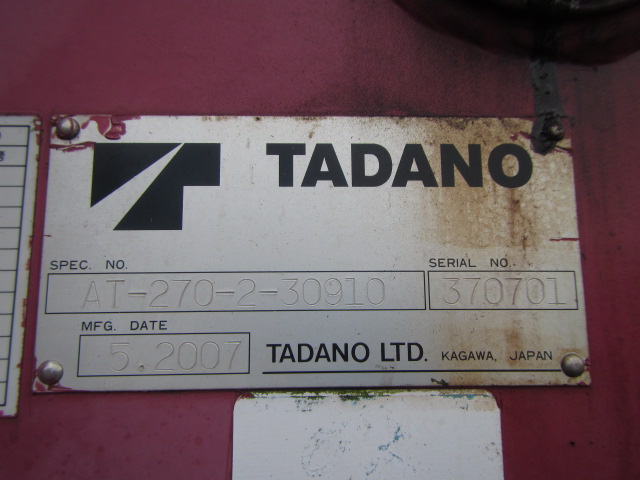 TADANO
SPEC. NO.
SERIAL NO.
AT-270-2-30910
370701
MFG. DATE
5.2007
TADANO LTD. KAGAWA, JAPAN